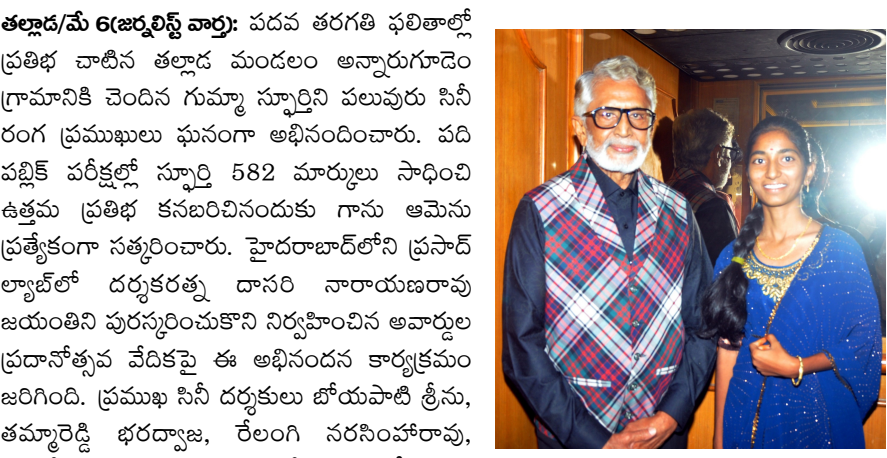 తల్లాడ/మే 6(జర్నలిస్ట్ వార్త): పదవ తరగతి ఫలితాల్లో
ప్రతిభ చాటిన తల్లాడ మండలం అన్నారుగూడెం
గ్రామానికి చెందిన గుమ్మా స్ఫూర్తిని పలువురు సినీ
రంగ ప్రముఖులు ఘనంగా అభినందించారు. పది
పబ్లిక్ పరీక్షల్లో స్ఫూర్తి 582 మార్కులు సాధించి
ఉత్తమ ప్రతిభ కనబరిచినందుకు గాను ఆమెను
ప్రత్యేకంగా సత్కరించారు. హైదరాబాద్‌లోని ప్రసాద్
ల్యాబ్‌లో దర్శకరత్న దాసరి నారాయణరావు
జయంతిని పురస్కరించుకొని నిర్వహించిన అవార్డుల
ప్రదానోత్సవ వేదికపై ఈ అభినందన కార్యక్రమం
జరిగింది. ప్రముఖ సినీ దర్శకులు బోయపాటి శ్రీను,
తమ్మారెడ్డి భరద్వాజ, రేలంగి నరసింహారావు,